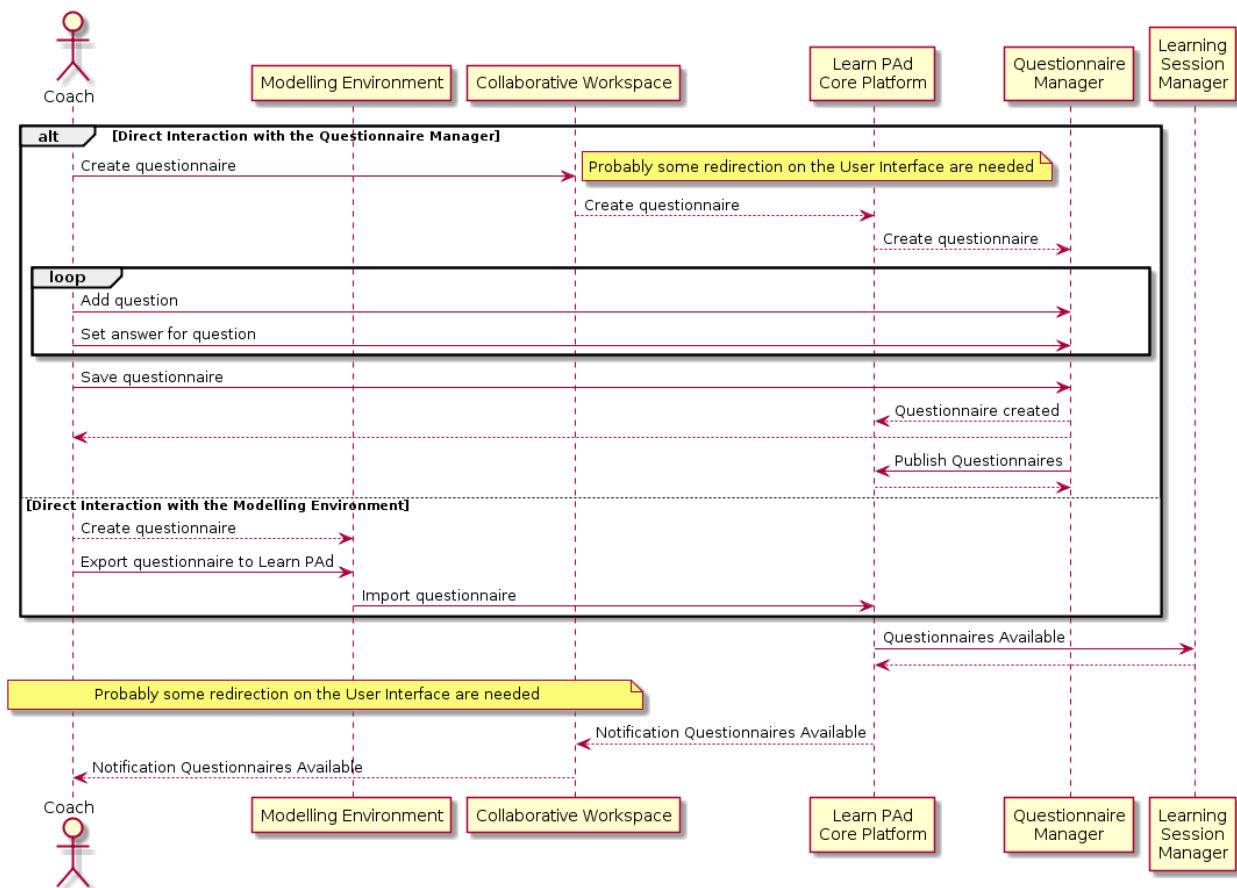 Coach
Modelling Environment
Collaborative Workspace
Learn PAd
Core Platform
Questionnaire
Manager
Learning
Session
Manager
alt
[Direct Interaction with the Questionnaire Manager]
Create questionnaire
Probably some redirection on the User Interface are needed
Create questionnaire
Create questionnaire
loop
Add question
Set answer for question
Save questionnaire
Questionnaire created
Publish Questionnaires
[Direct Interaction with the Modelling Environment]
Create questionnaire
Export questionnaire to Learn PAd
Import questionnaire
Questionnaires Available
Probably some redirection on the User Interface are needed
Notification Questionnaires Available
Notification Questionnaires Available
Coach
Modelling Environment
Collaborative Workspace
Learn PAd
Core Platform
Questionnaire
Manager
Learning
Session
Manager